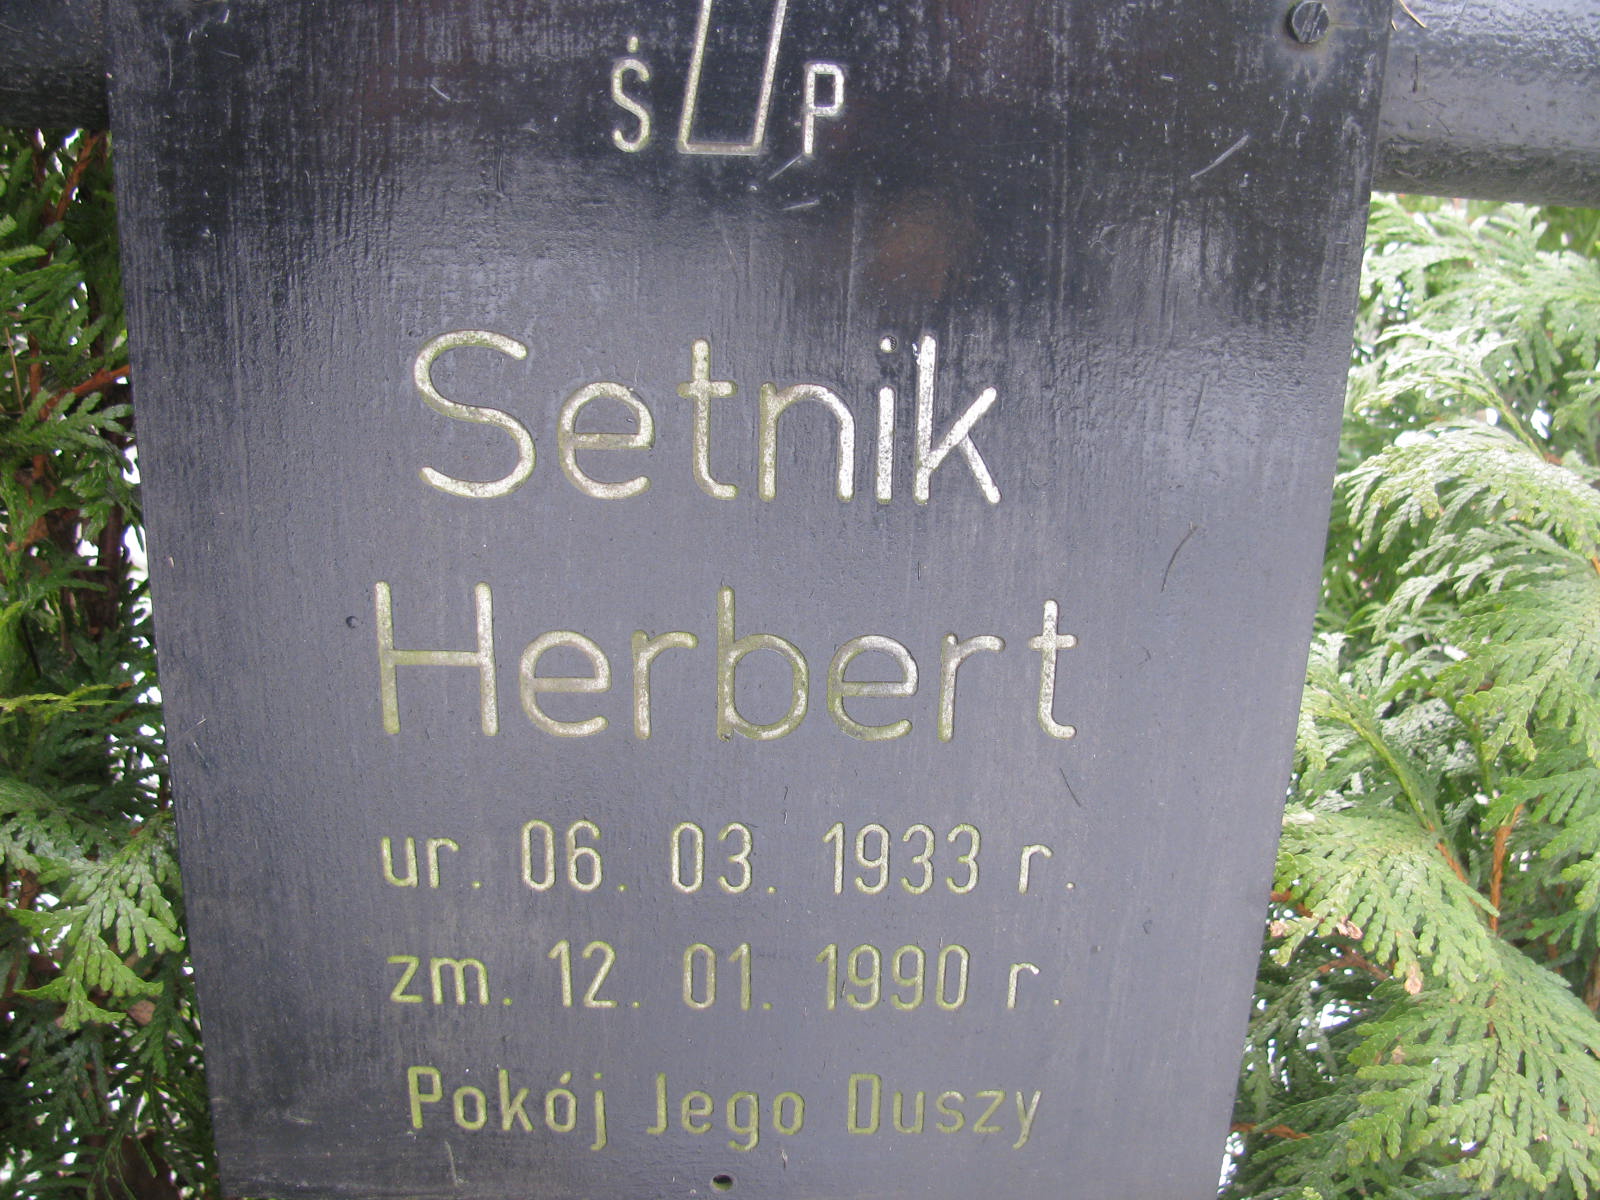 Ś P
Setnik
Herbert
ur. 06. 03. 1933 r.
zm. 12. 01. 1990 r.
Pokój Jego Duszy